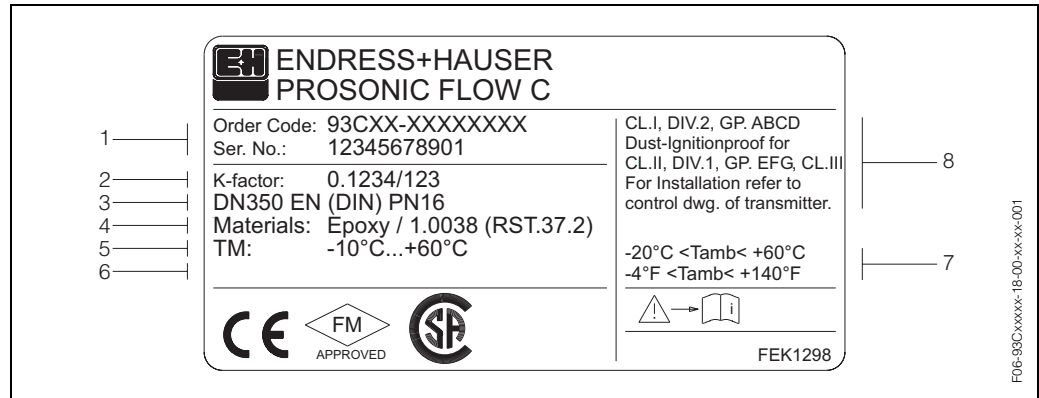 E+H
ENDRESS+HAUSER
PROSONIC FLOW C
1
Order Code: 93CXX-XXXXXXXX
Ser. No.: 12345678901
2
K-factor: 0.1234/123
3
DN350 EN (DIN) PN16
4
Materials: Epoxy / 1.0038 (RST.37.2)
5
TM: -10°C...+60°C
6
CE
FM
APPROVED
SA
CL.I, DIV.2, GP. ABCD
Dust-Ignitionproof for
CL.II, DIV.1, GP. EFG, CL.III
For Installation refer to
control dwg. of transmitter.
8
-20°C <Tamb< +60°C
-4°F <Tamb< +140°F
7
i
FEK1298
F06-93Cxxxxx-18-00-xx-xx-001